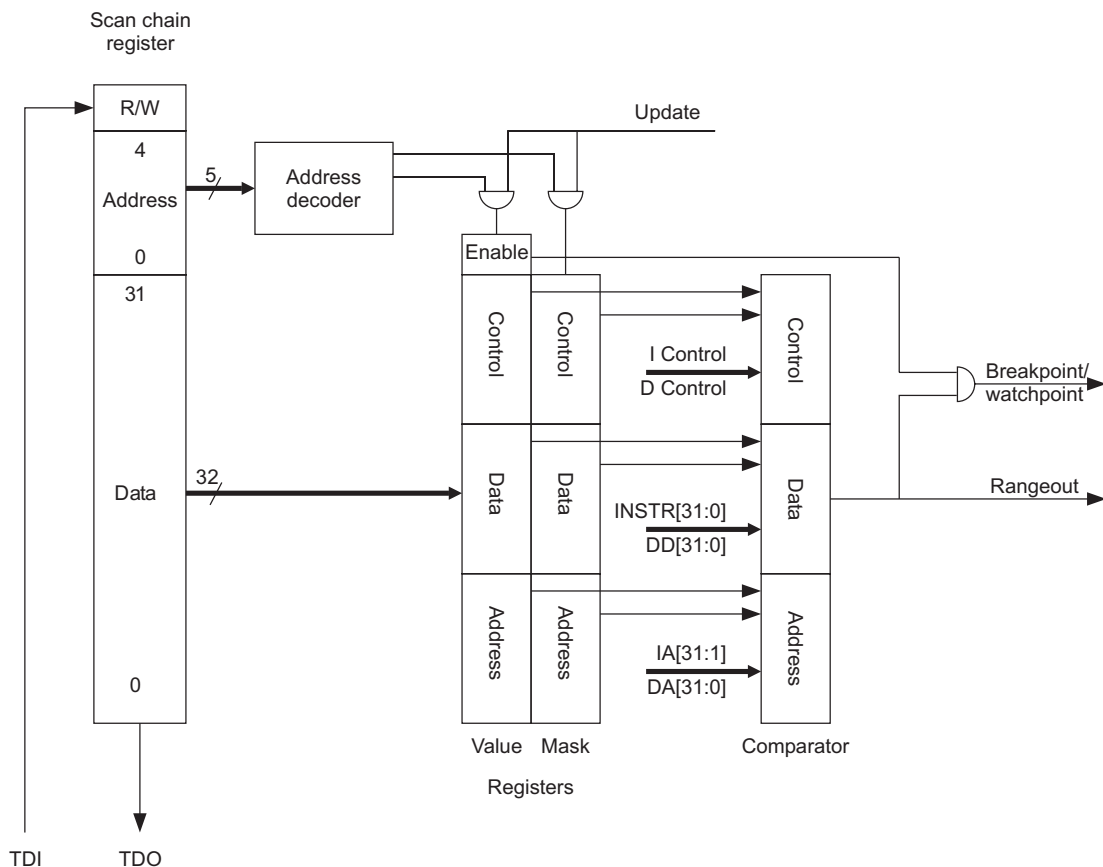 Scan chain
register
R/W
Update
4
5
Address
decoder
Address
0
Enable
31
Control
Control
Control
I Control
D Control
Breakpoint/
watchpoint
32
Data
Data
Data
Data
INSTR[31:0]
DD[31:0]
Rangeout
Address
Address
Address
IA[31:1]
DA[31:0]
0
Value
Mask
Comparator
Registers
TDI
TDO